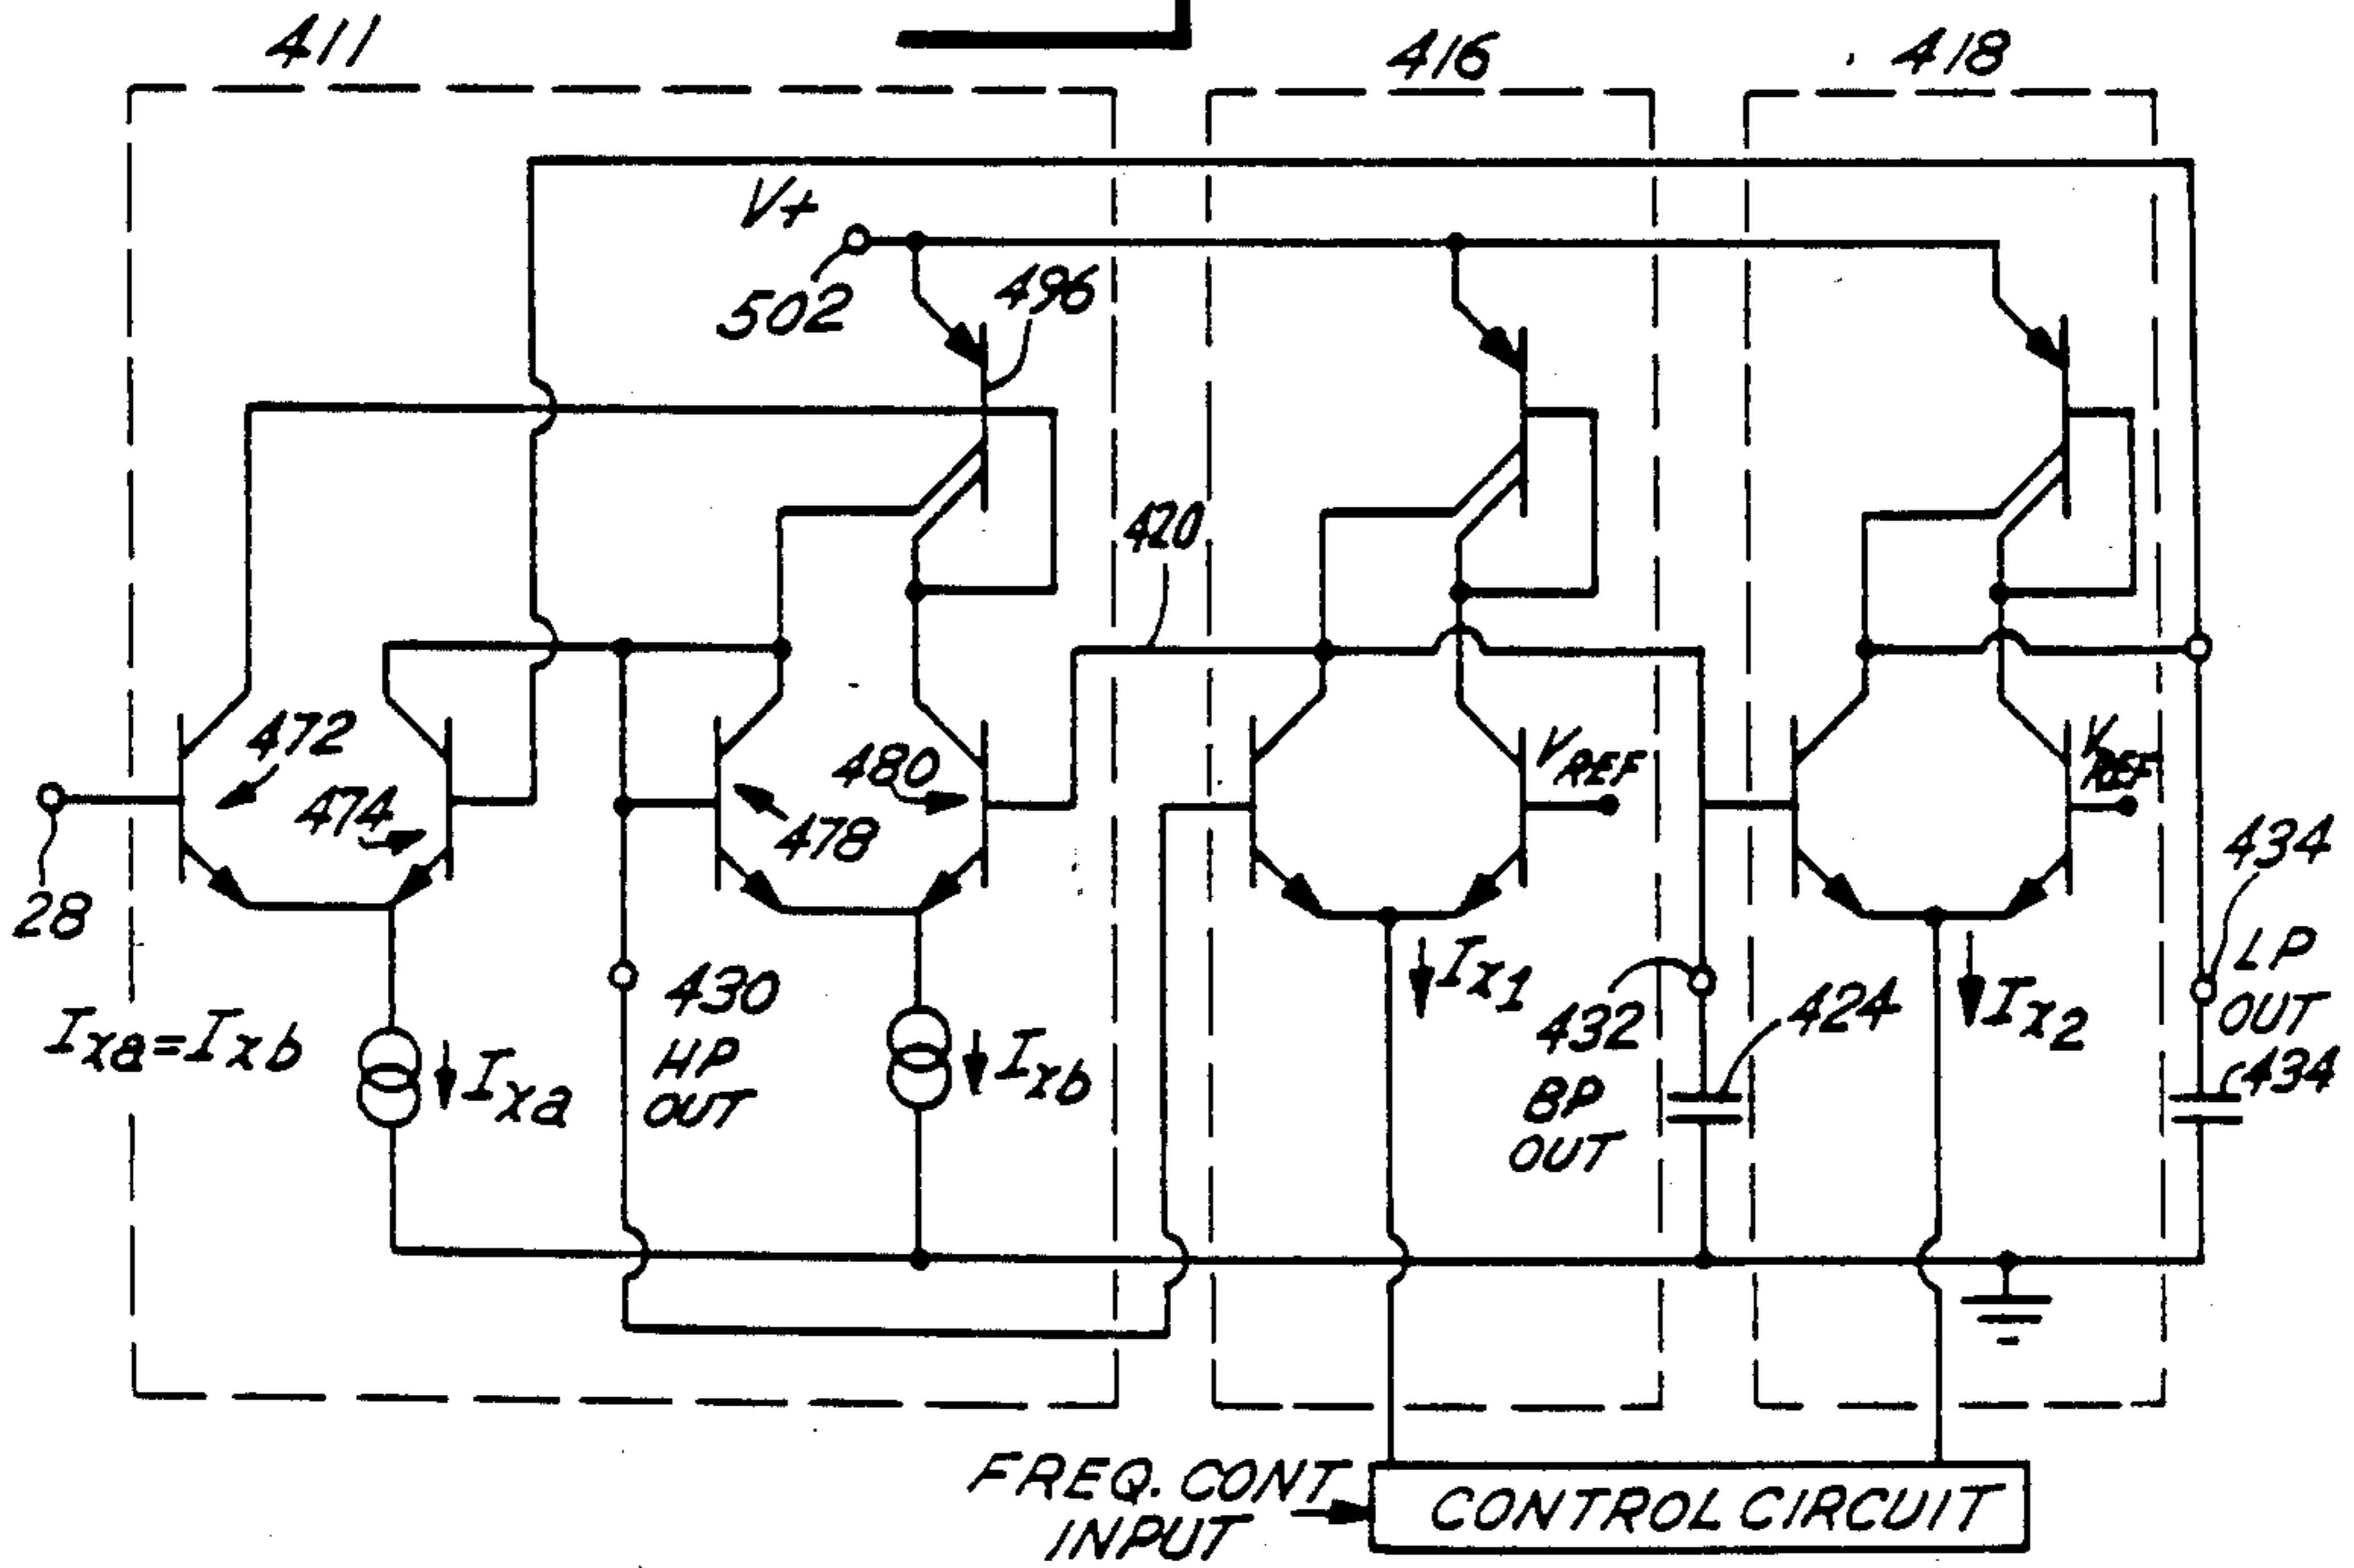 411
416
418
V+
502
496
420
472
474
478
480
VREF
VREF
28
434
430
HP
OUT
Ixa=Ixb
Ixa
Ixb
Ix1
432
BP
OUT
424
Ix2
LP
OUT
434
FREQ. CONT
INPUT
CONTROL CIRCUIT